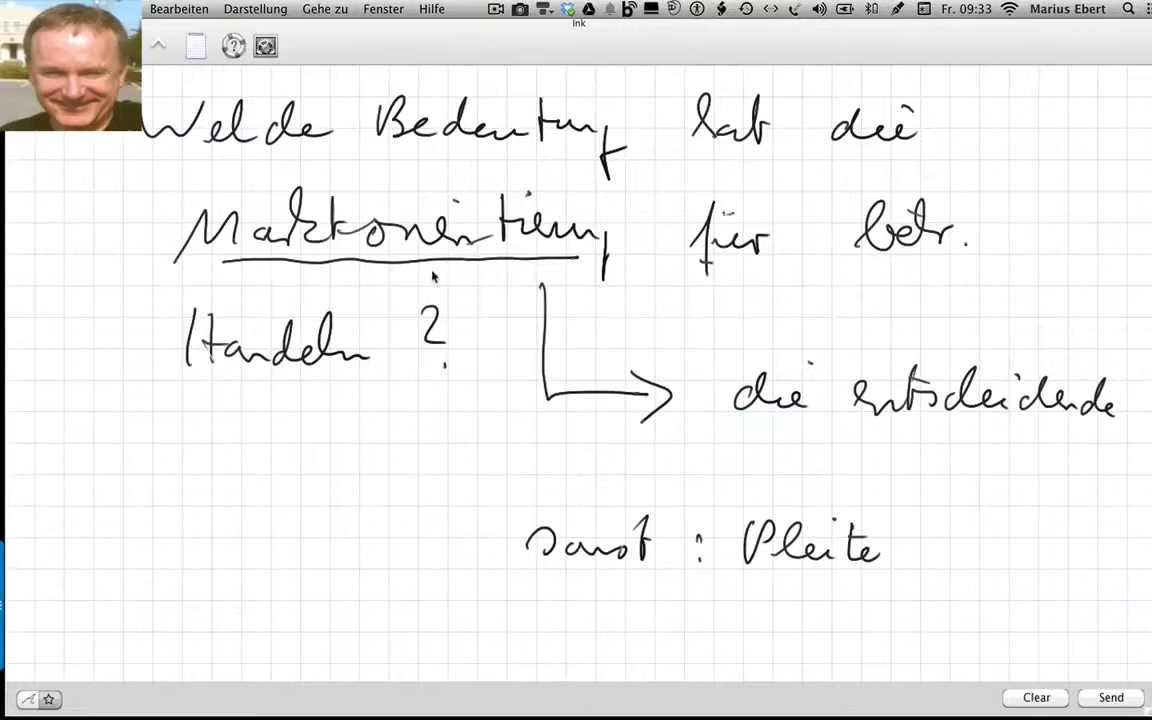 Bearbeiten Darstellung Gehe zu Fenster Hilfe Fr. 09:33 Marius Ebert
Ink
Welche Bedeutung hat die
Marktorientierung für betr.
Handeln ?
die entscheidende
sonst : Pleite
Clear Send